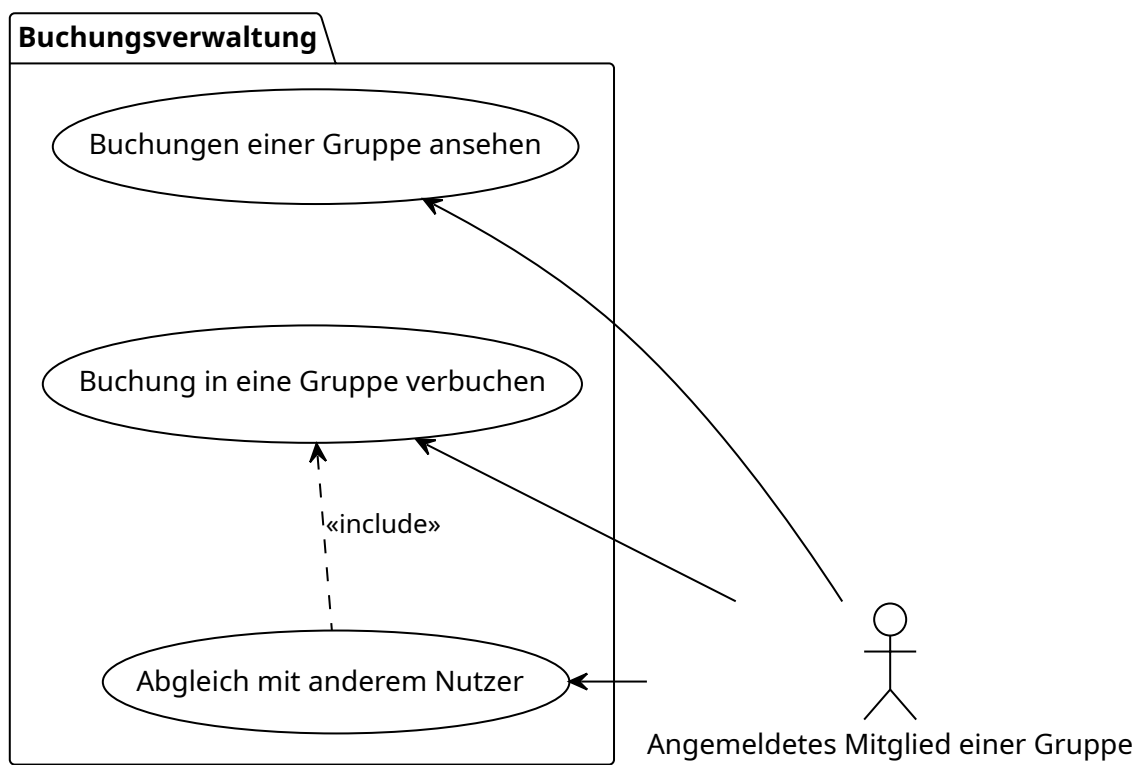 Buchungsverwaltung
Buchungen einer Gruppe ansehen
Buchung in eine Gruppe verbuchen
«include»
Abgleich mit anderem Nutzer
Angemeldetes Mitglied einer Gruppe